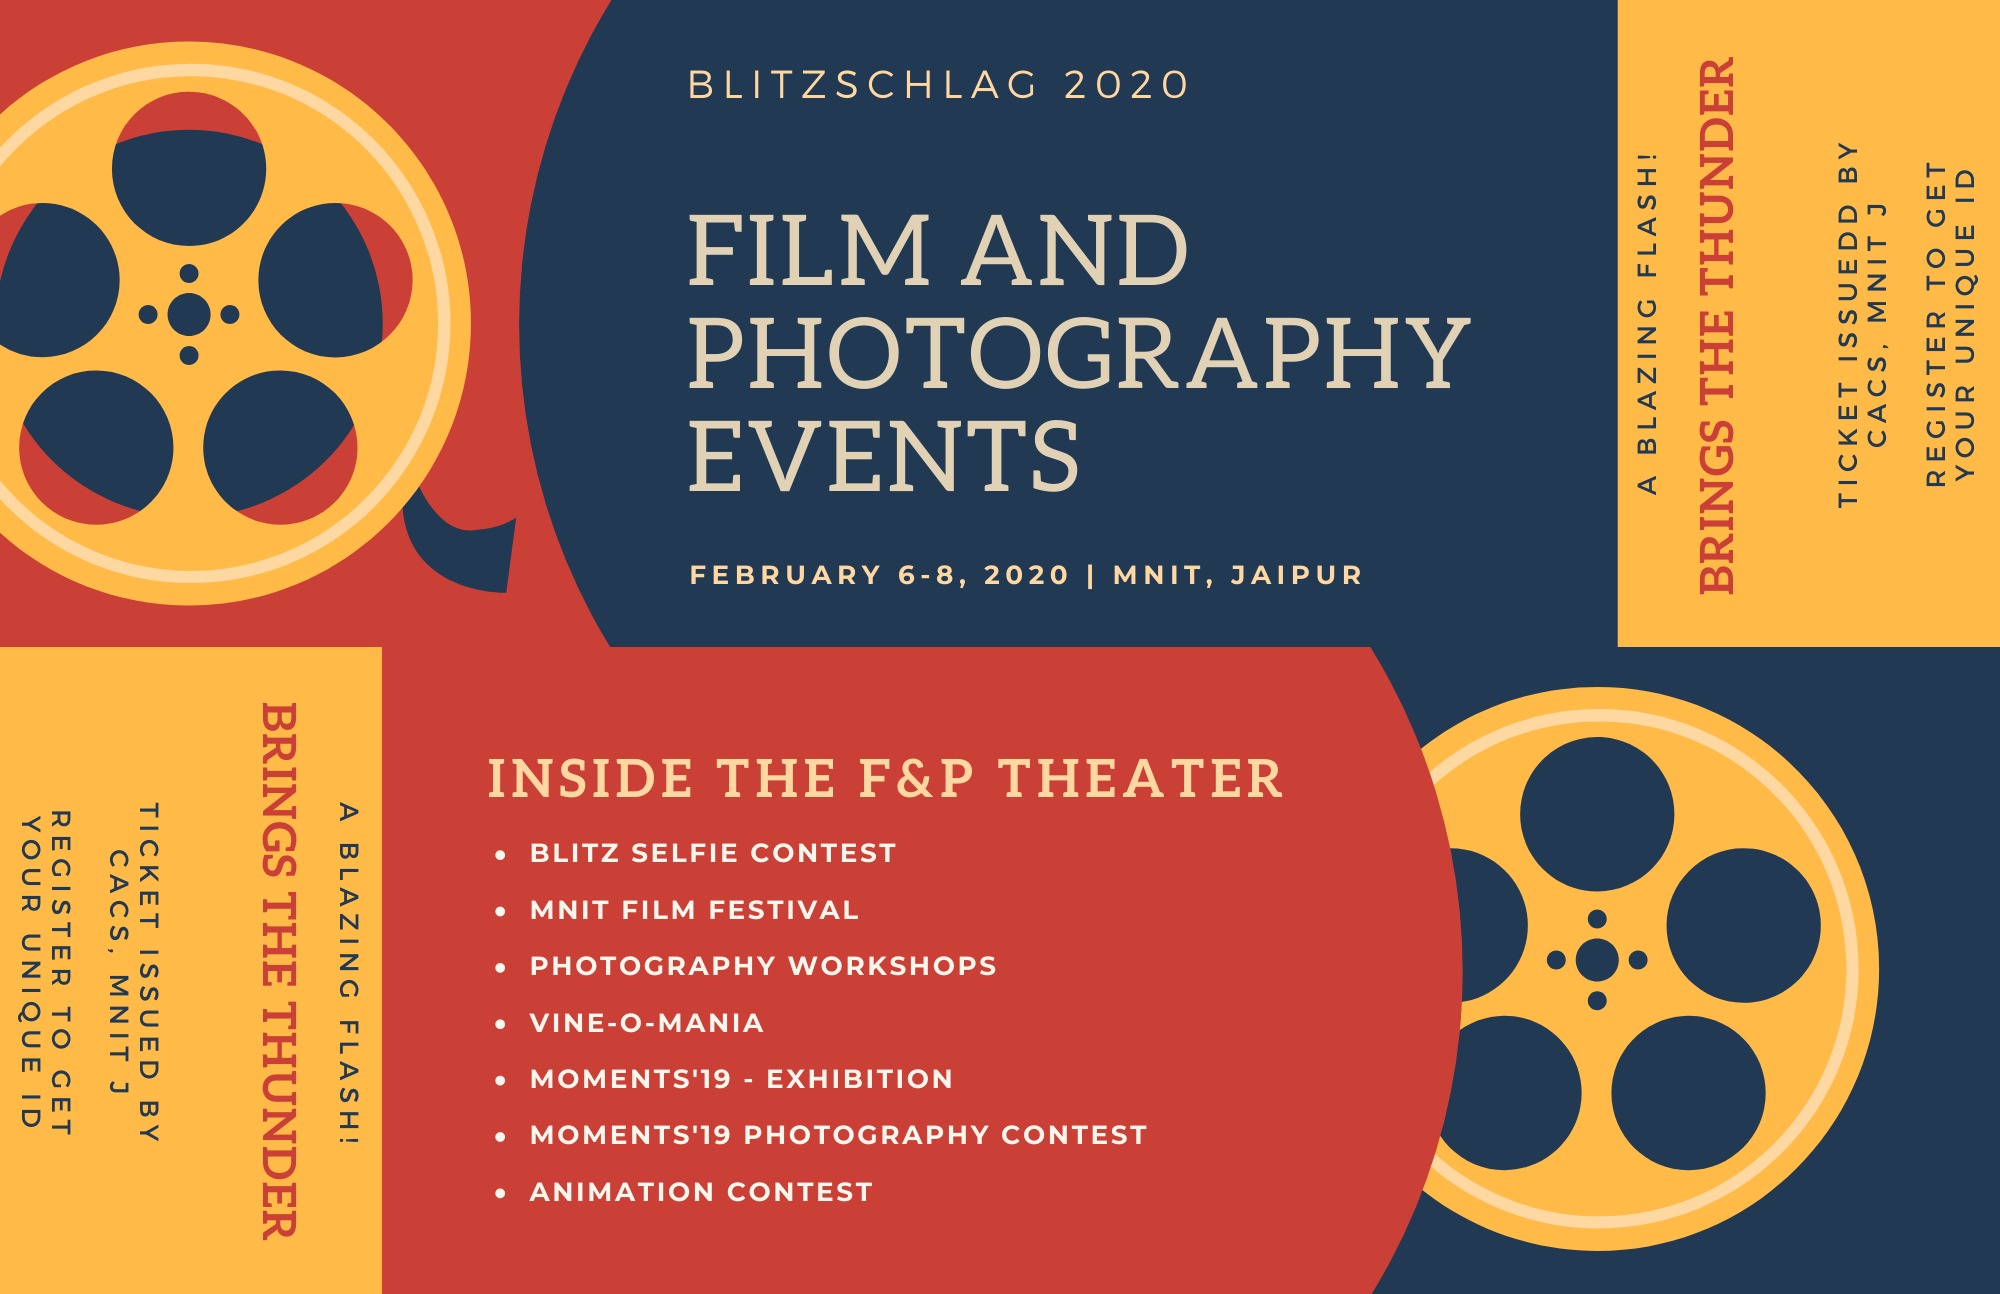 BLITZSCHLAG 2020
FILM AND
PHOTOGRAPHY
EVENTS
FEBRUARY 6-8, 2020 | MNIT, JAIPUR
A BLAZING FLASH!
BRINGS THE THUNDER
TICKET ISSUEDD BY
CACS, MNIT J
REGISTER TO GET
YOUR UNIQUE ID
A BLAZING FLASH!
BRINGS THE THUNDER
TICKET ISSUED BY
CACS, MNIT J
REGISTER TO GET
YOUR UNIQUE ID
INSIDE THE F&P THEATER
• BLITZ SELFIE CONTEST
• MNIT FILM FESTIVAL
• PHOTOGRAPHY WORKSHOPS
• VINE-O-MANIA
• MOMENTS'19 - EXHIBITION
• MOMENTS'19 PHOTOGRAPHY CONTEST
• ANIMATION CONTEST